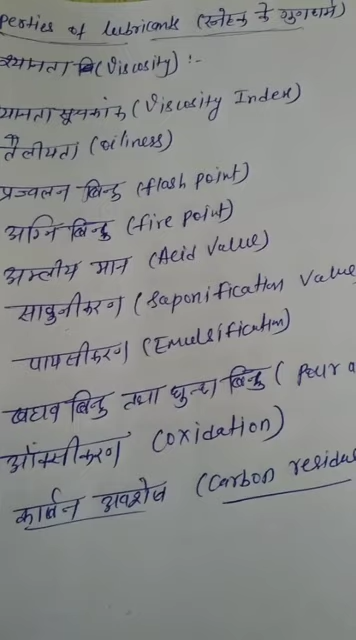 perties of lubricants (स्नेहक के गुणधर्म)
श्यानता (Viscosity) :-
यानता सूचकांक (Viscosity Index)
तैलीयता (oiliness)
प्रज्वलन बिन्दु (flash point)
अग्नि बिन्दु (fire point)
अम्लीय मान (Acid Value)
साबुनीकरण (Saponification Value
पायसीकरण (Emulsification)
बहाव बिन्दु तथा बिन्दु ( Pour a
ऑक्सीकरण (oxidation)
कार्बन अवशेष (Carbon residue